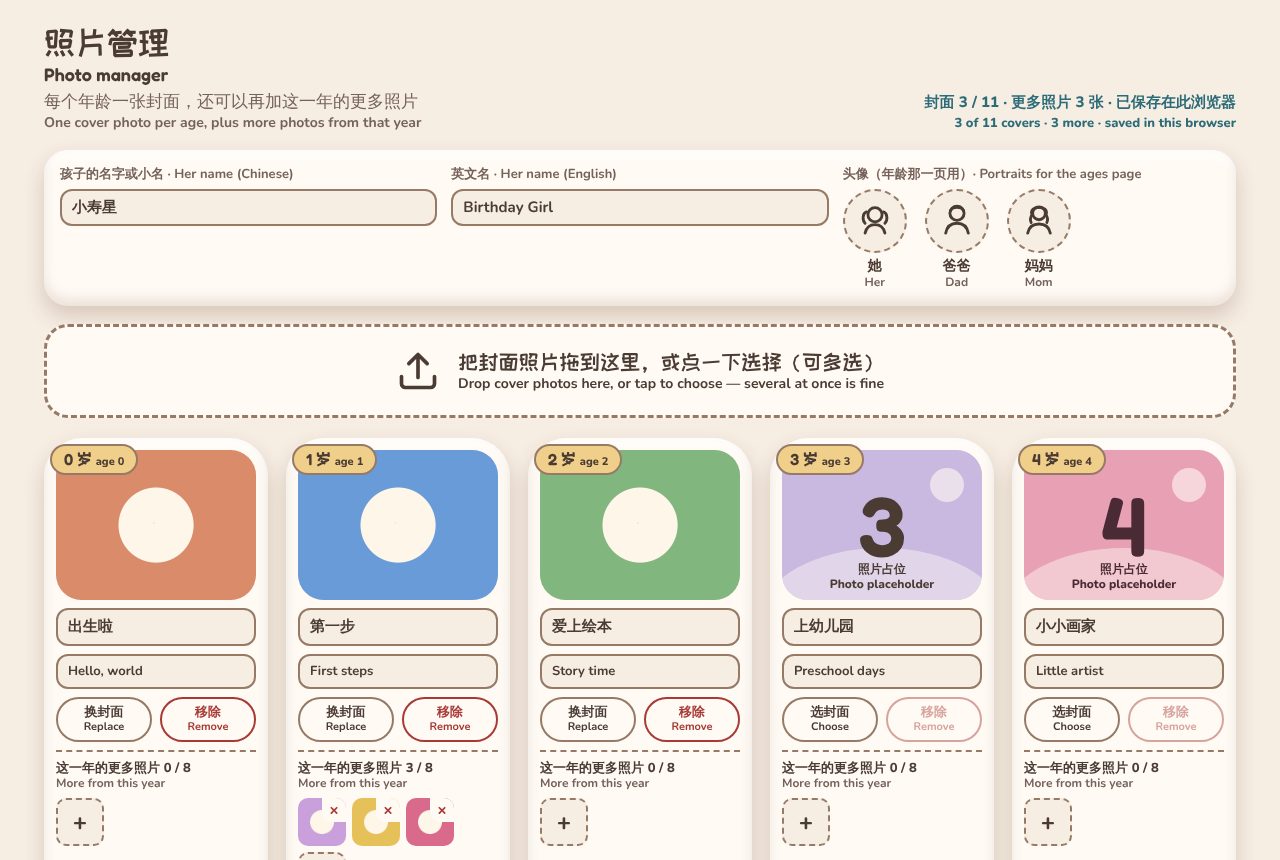 照片管理
Photo manager
每个年龄一张封面，还可以再加这一年的更多照片
One cover photo per age, plus more photos from that year
封面 3 / 11 · 更多照片 3 张 · 已保存在此浏览器
3 of 11 covers · 3 more · saved in this browser
孩子的名字或小名 · Her name (Chinese)
小寿星
英文名 · Her name (English)
Birthday Girl
头像（年龄那一页用）· Portraits for the ages page
她
Her
爸爸
Dad
妈妈
Mom
把封面照片拖到这里，或点一下选择（可多选）
Drop cover photos here, or tap to choose — several at once is fine
0 岁 age 0
出生啦
Hello, world
换封面
Replace
移除
Remove
这一年的更多照片 0 / 8
More from this year
+
1 岁 age 1
第一步
First steps
换封面
Replace
移除
Remove
这一年的更多照片 3 / 8
More from this year
× × ×
2 岁 age 2
爱上绘本
Story time
换封面
Replace
移除
Remove
这一年的更多照片 0 / 8
More from this year
+
3 岁 age 3
3
照片占位
Photo placeholder
上幼儿园
Preschool days
选封面
Choose
移除
Remove
这一年的更多照片 0 / 8
More from this year
+
4 岁 age 4
4
照片占位
Photo placeholder
小小画家
Little artist
选封面
Choose
移除
Remove
这一年的更多照片 0 / 8
More from this year
+